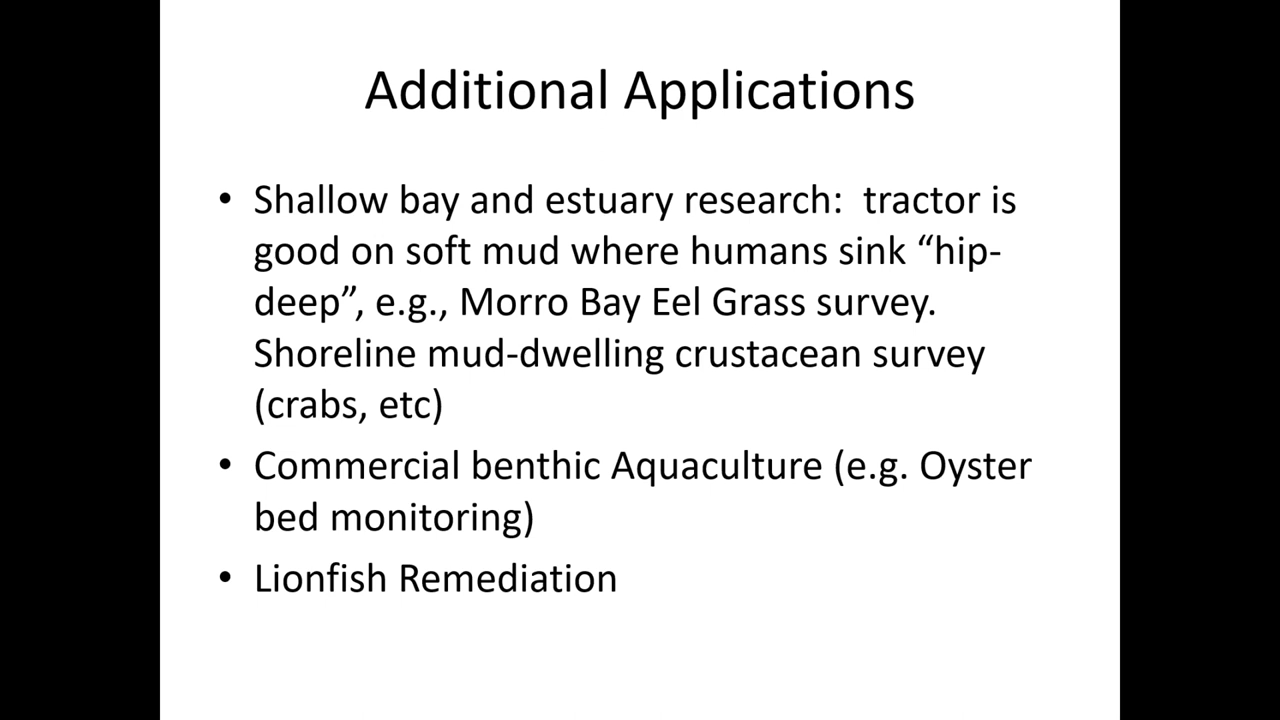 Additional Applications
• Shallow bay and estuary research:  tractor is
good on soft mud where humans sink “hip-
deep”, e.g., Morro Bay Eel Grass survey.
Shoreline mud-dwelling crustacean survey
(crabs, etc)
• Commercial benthic Aquaculture (e.g. Oyster
bed monitoring)
• Lionfish Remediation